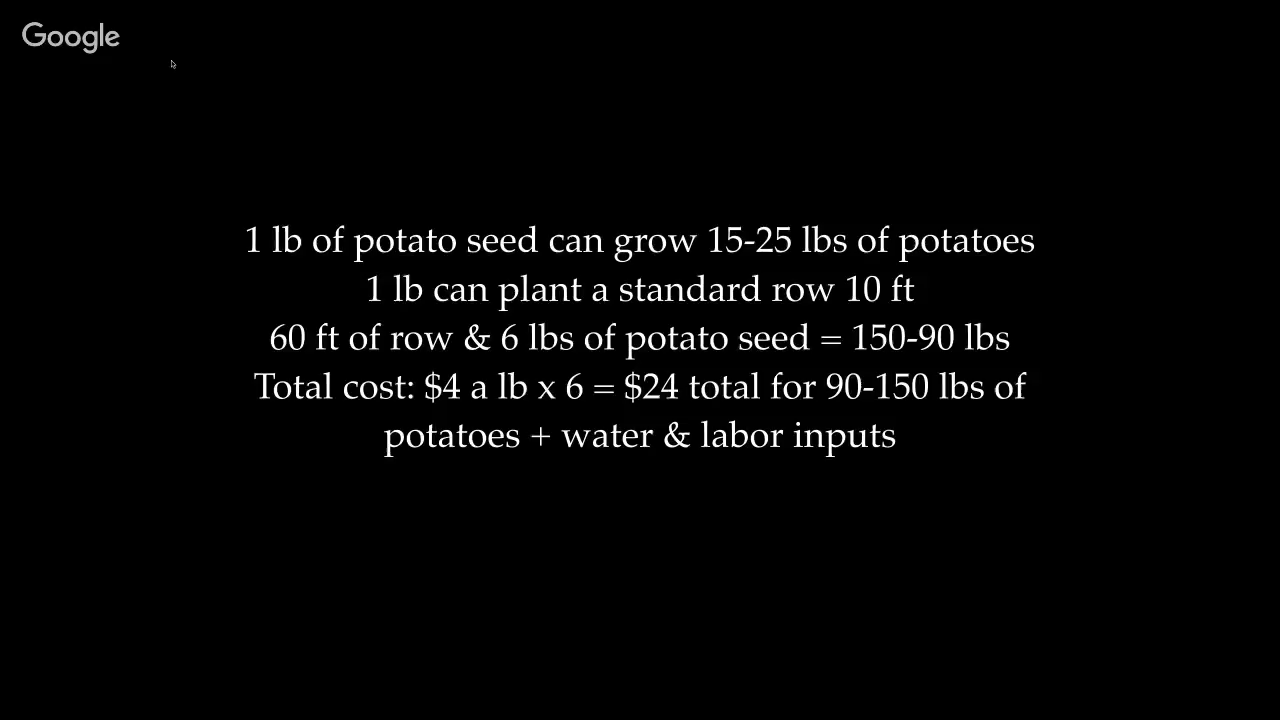 Google
1 lb of potato seed can grow 15-25 lbs of potatoes
1 lb can plant a standard row 10 ft
60 ft of row & 6 lbs of potato seed = 150-90 lbs
Total cost: $4 a lb x 6 = $24 total for 90-150 lbs of
potatoes + water & labor inputs